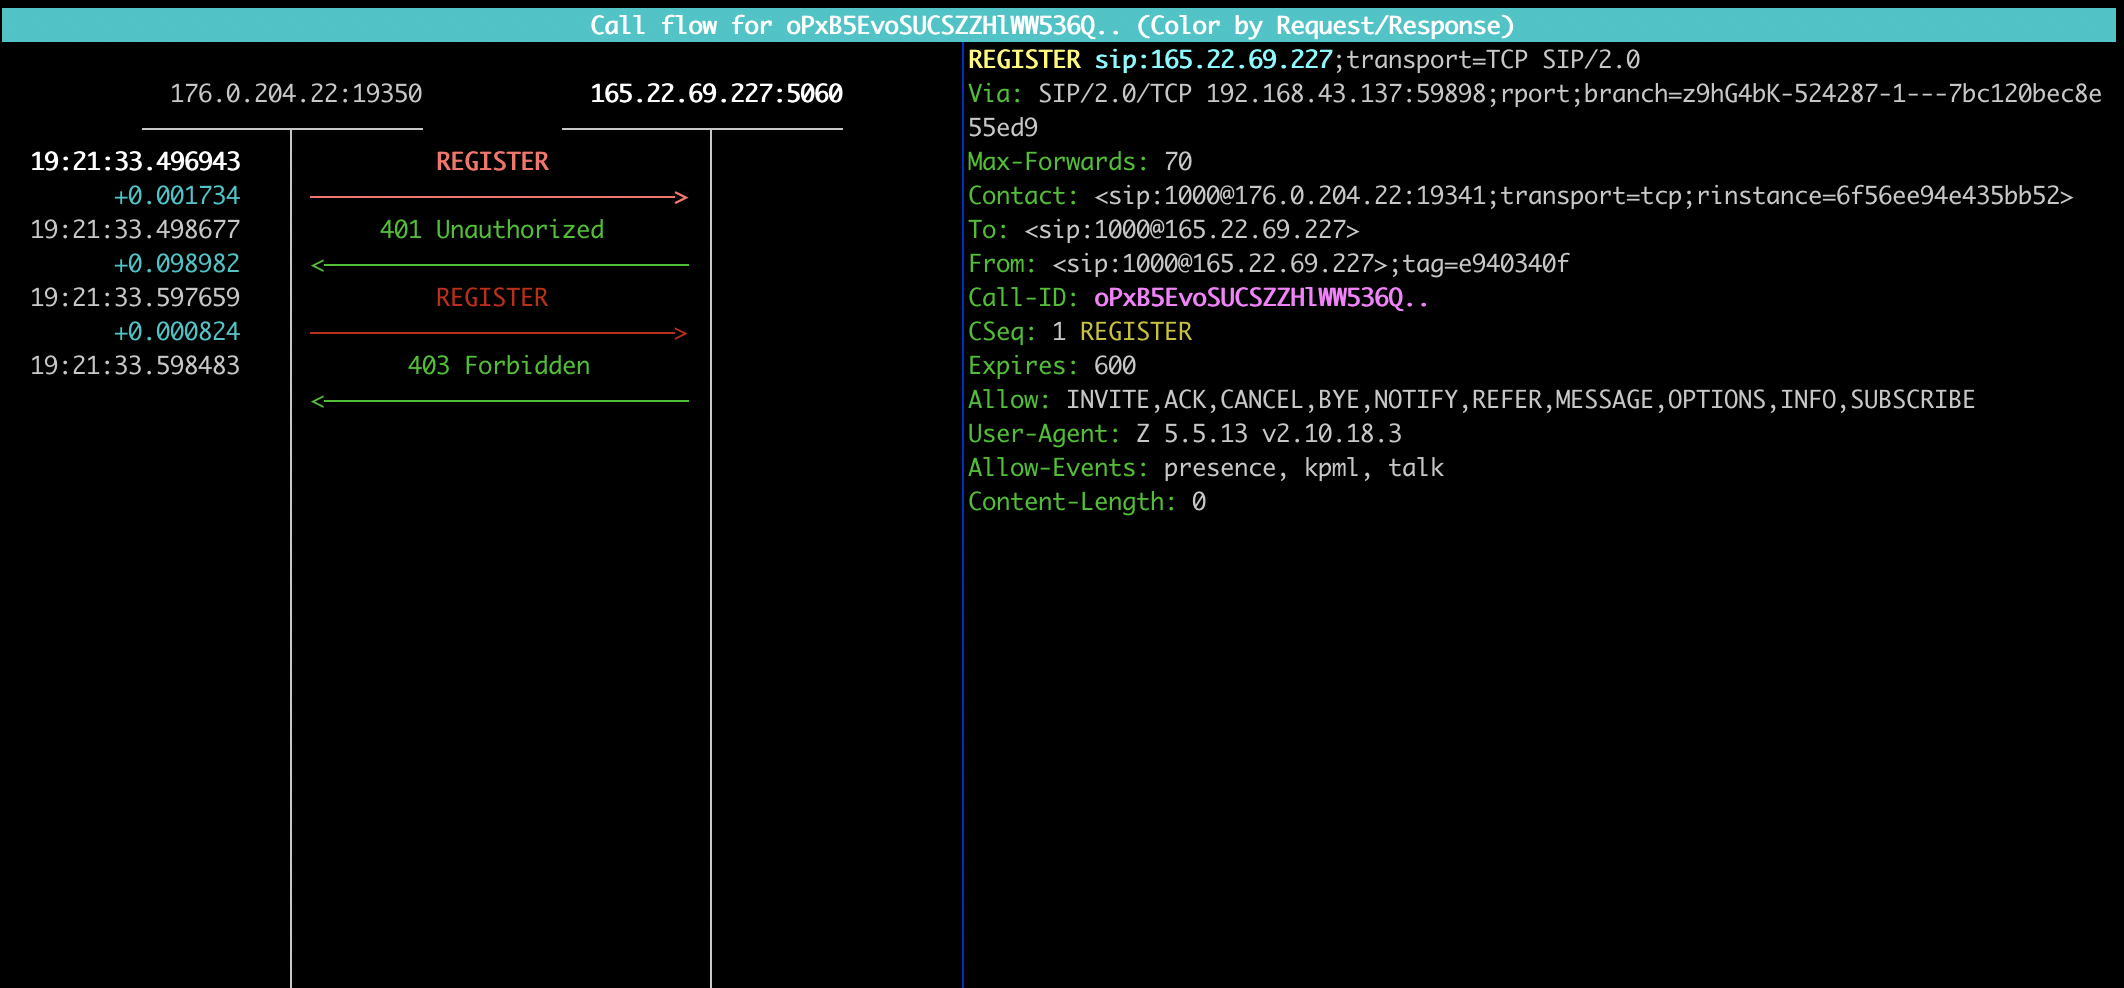 Call flow for oPxB5EvoSUCSZZHlWW536Q.. (Color by Request/Response)
176.0.204.22:19350
165.22.69.227:5060
19:21:33.496943
REGISTER
+0.001734
19:21:33.498677
401 Unauthorized
+0.098982
19:21:33.597659
REGISTER
+0.000824
19:21:33.598483
403 Forbidden
REGISTER sip:165.22.69.227;transport=TCP SIP/2.0
Via: SIP/2.0/TCP 192.168.43.137:59898;rport;branch=z9hG4bK-524287-1---7bc120bec8e
55ed9
Max-Forwards: 70
Contact: <sip:1000@176.0.204.22:19341;transport=tcp;rinstance=6f56ee94e435bb52>
To: <sip:1000@165.22.69.227>
From: <sip:1000@165.22.69.227>;tag=e940340f
Call-ID: oPxB5EvoSUCSZZHlWW536Q..
CSeq: 1 REGISTER
Expires: 600
Allow: INVITE,ACK,CANCEL,BYE,NOTIFY,REFER,MESSAGE,OPTIONS,INFO,SUBSCRIBE
User-Agent: Z 5.5.13 v2.10.18.3
Allow-Events: presence, kpml, talk
Content-Length: 0